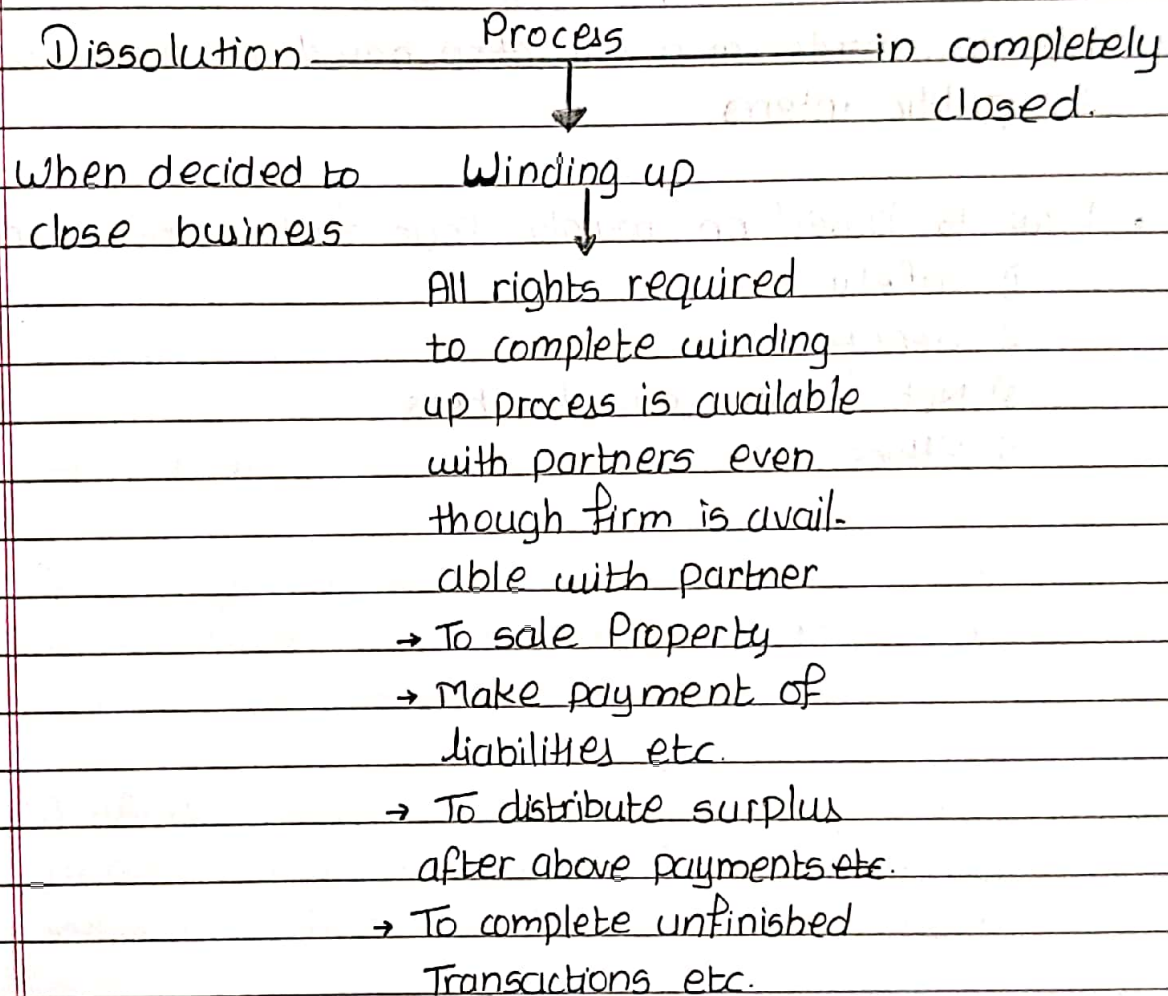 Dissolution Process in completely
closed.
When decided to Winding up
close business
All rights required
to complete winding
up process is available
with partners even
though firm is avail-
able with partner
→ To sale Property
→ Make payment of
liabilities etc.
→ To distribute surplus
after above payments etc.
→ To complete unfinished
Transactions etc.